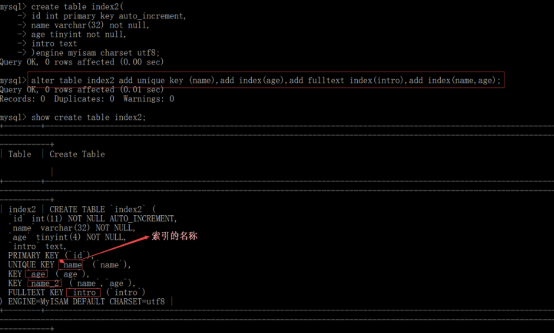 mysql> create table index2(
-> id int primary key auto_increment,
-> name varchar(32) not null,
-> age tinyint not null,
-> intro text
-> )engine myisam charset utf8;
Query OK, 0 rows affected (0.00 sec)
mysql> alter table index2 add unique key (name),add index(age),add fulltext index(intro),add index(name,age);
Query OK, 0 rows affected (0.01 sec)
Records: 0  Duplicates: 0  Warnings: 0
mysql> show create table index2;
| Table | Create Table
|
| index2 | CREATE TABLE `index2` (
`id` int(11) NOT NULL AUTO_INCREMENT,
`name` varchar(32) NOT NULL,
`age` tinyint(4) NOT NULL,
`intro` text,
PRIMARY KEY (`id`),
索引的名称
UNIQUE KEY `name` (`name`),
KEY `age` (`age`),
KEY `name_2` (`name`,`age`),
FULLTEXT KEY `intro` (`intro`)
) ENGINE=MyISAM DEFAULT CHARSET=utf8 |